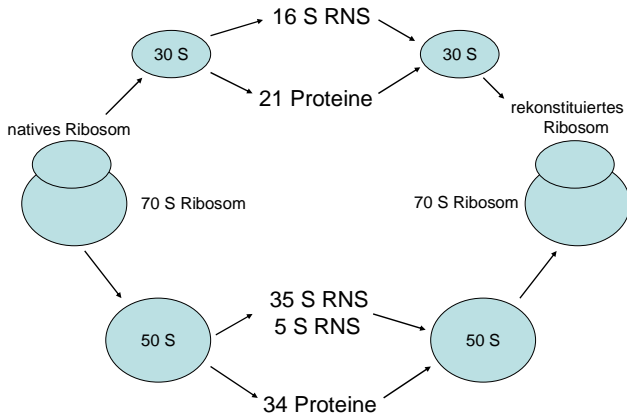 16 S RNS
30 S
30 S
21 Proteine
natives Ribosom
rekonstituiertes
Ribosom
70 S Ribosom
70 S Ribosom
35 S RNS
5 S RNS
50 S
50 S
34 Proteine